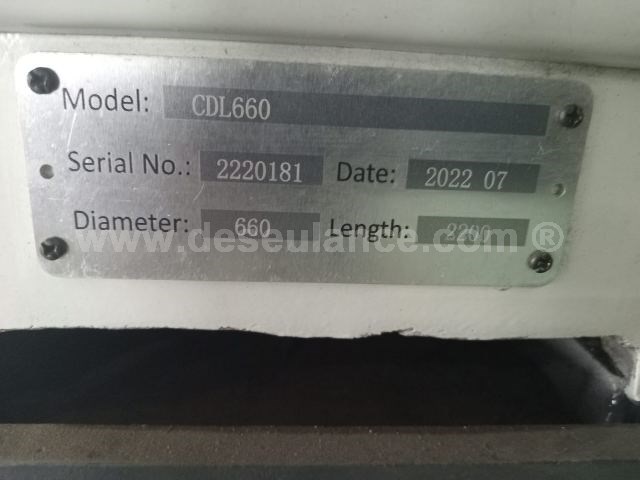 Model: CDL660
Serial No.: 2220181 Date: 2022 07
Diameter: 660 Length: 2200
www.deseulance.com ®